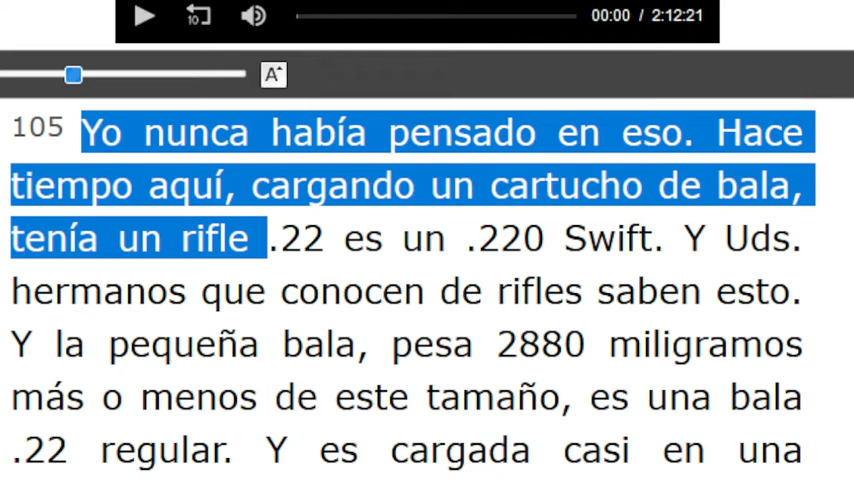 10
00:00 / 2:12:21
A
105 Yo nunca había pensado en eso. Hace
tiempo aquí, cargando un cartucho de bala,
tenía un rifle .22 es un .220 Swift. Y Uds.
hermanos que conocen de rifles saben esto.
Y la pequeña bala, pesa 2880 miligramos
más o menos de este tamaño, es una bala
.22 regular. Y es cargada casi en una